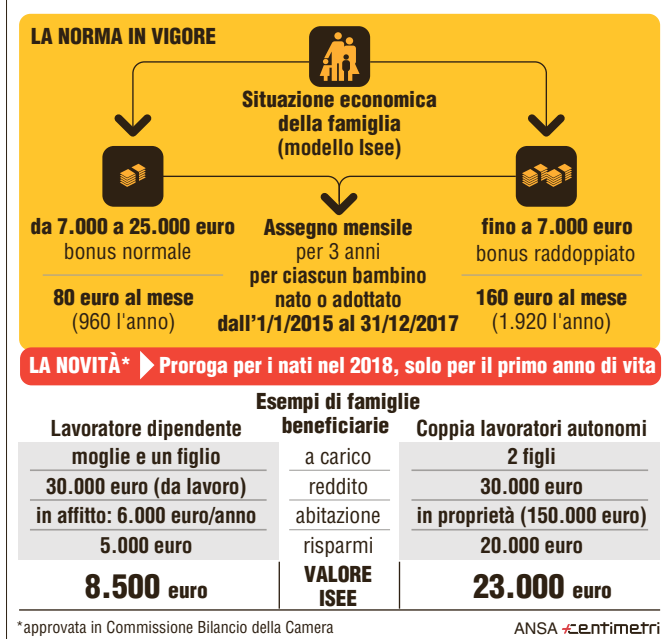 LA NORMA IN VIGORE
Situazione economica
della famiglia
(modello Isee)
da 7.000 a 25.000 euro
bonus normale
80 euro al mese
(960 l'anno)
Assegno mensile
per 3 anni
per ciascun bambino
nato o adottato
dall'1/1/2015 al 31/12/2017
fino a 7.000 euro
bonus raddoppiato
160 euro al mese
(1.920 l'anno)
LA NOVITÀ* Proroga per i nati nel 2018, solo per il primo anno di vita
Esempi di famiglie
beneficiarie
Lavoratore dipendente Coppia lavoratori autonomi
moglie e un figlio a carico 2 figli
30.000 euro (da lavoro) reddito 30.000 euro
in affitto: 6.000 euro/anno abitazione in proprietà (150.000 euro)
5.000 euro risparmi 20.000 euro
8.500 euro VALORE ISEE 23.000 euro
*approvata in Commissione Bilancio della Camera
ANSA centimetri